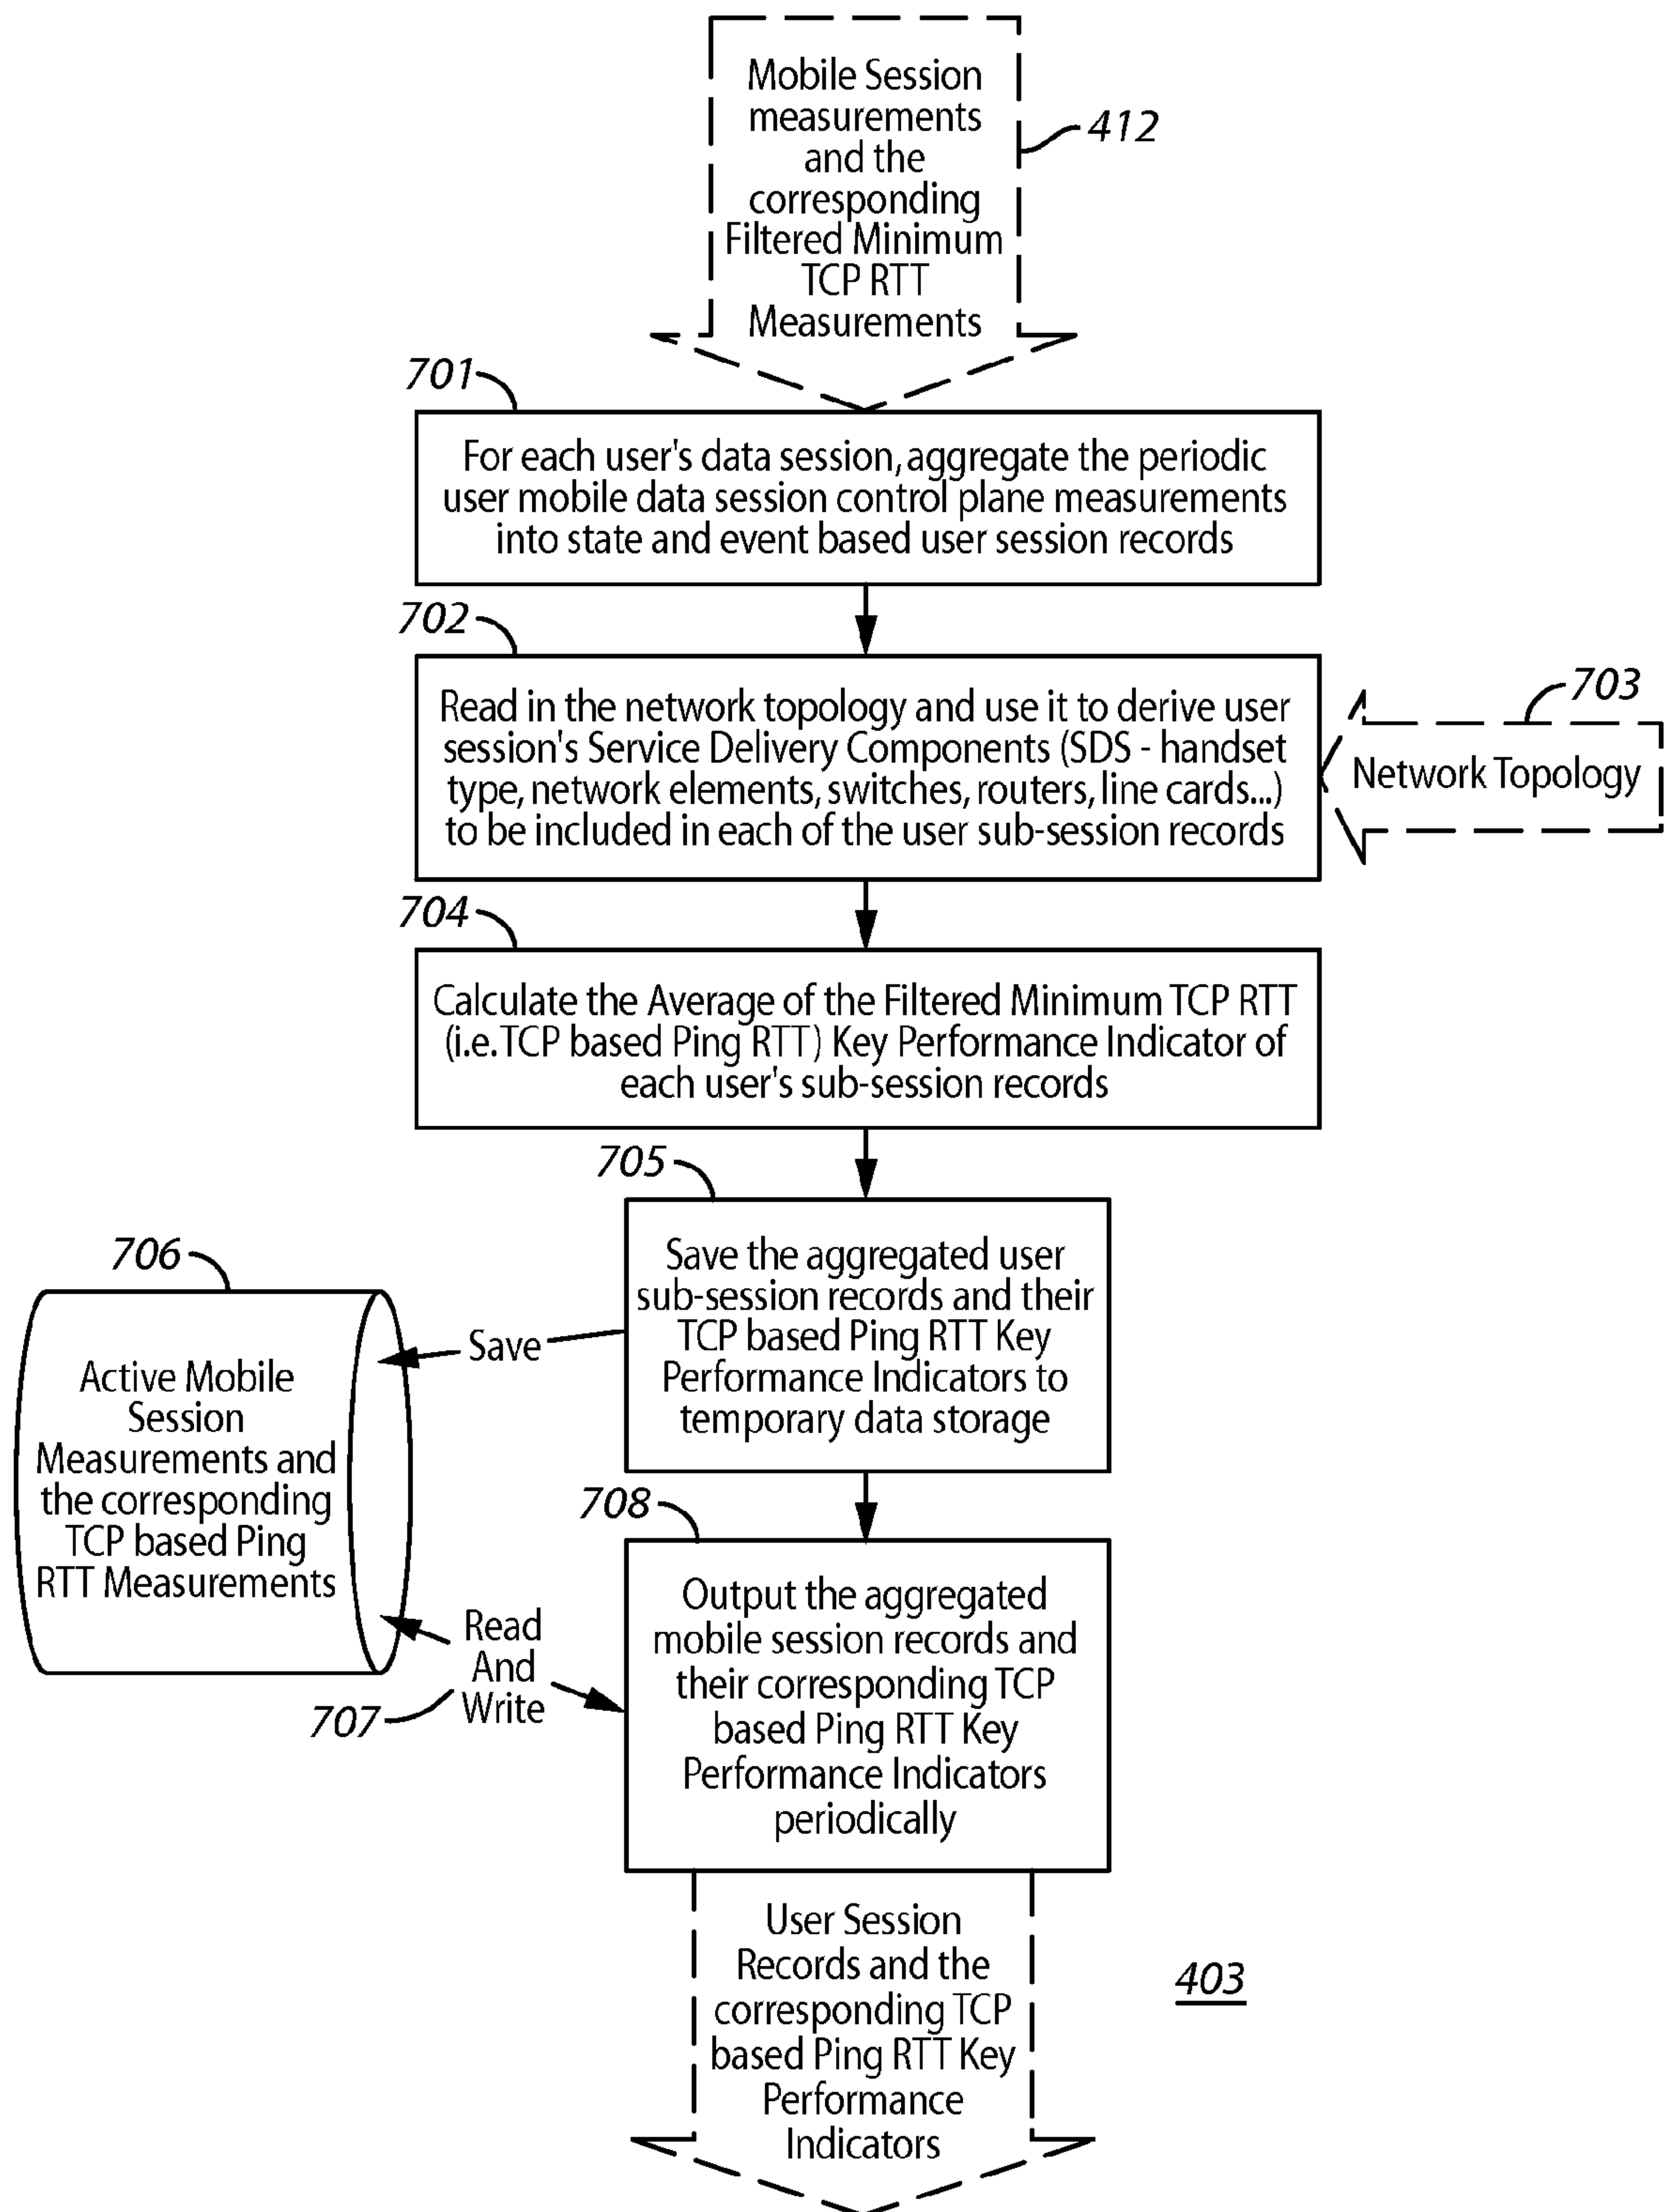 Mobile Session
measurements
and the
corresponding
Filtered Minimum
TCP RTT
Measurements
412
701
For each user's data session, aggregate the periodic
user mobile data session control plane measurements
into state and event based user session records
702
Read in the network topology and use it to derive user
session's Service Delivery Components (SDS - handset
type, network elements, switches, routers, line cards...)
to be included in each of the user sub-session records
703
Network Topology
704
Calculate the Average of the Filtered Minimum TCP RTT
(i.e. TCP based Ping RTT) Key Performance Indicator of
each user's sub-session records
705
Save the aggregated user
sub-session records and their
TCP based Ping RTT Key
Performance Indicators to
temporary data storage
706
Active Mobile
Session
Measurements and
the corresponding
TCP based Ping
RTT Measurements
Save
Read
And
Write
707
708
Output the aggregated
mobile session records and
their corresponding TCP
based Ping RTT Key
Performance Indicators
periodically
User Session
Records and the
corresponding TCP
based Ping RTT Key
Performance
Indicators
403